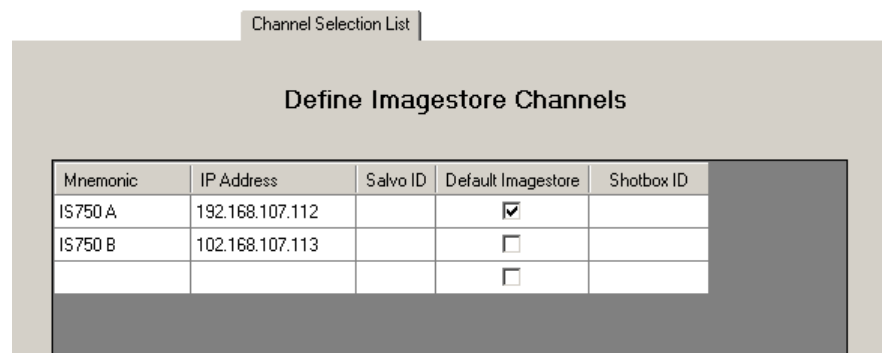 Channel Selection List
Define Imagestore Channels
Mnemonic IP Address Salvo ID Default Imagestore Shotbox ID
IS750 A 192.168.107.112
IS750 B 102.168.107.113